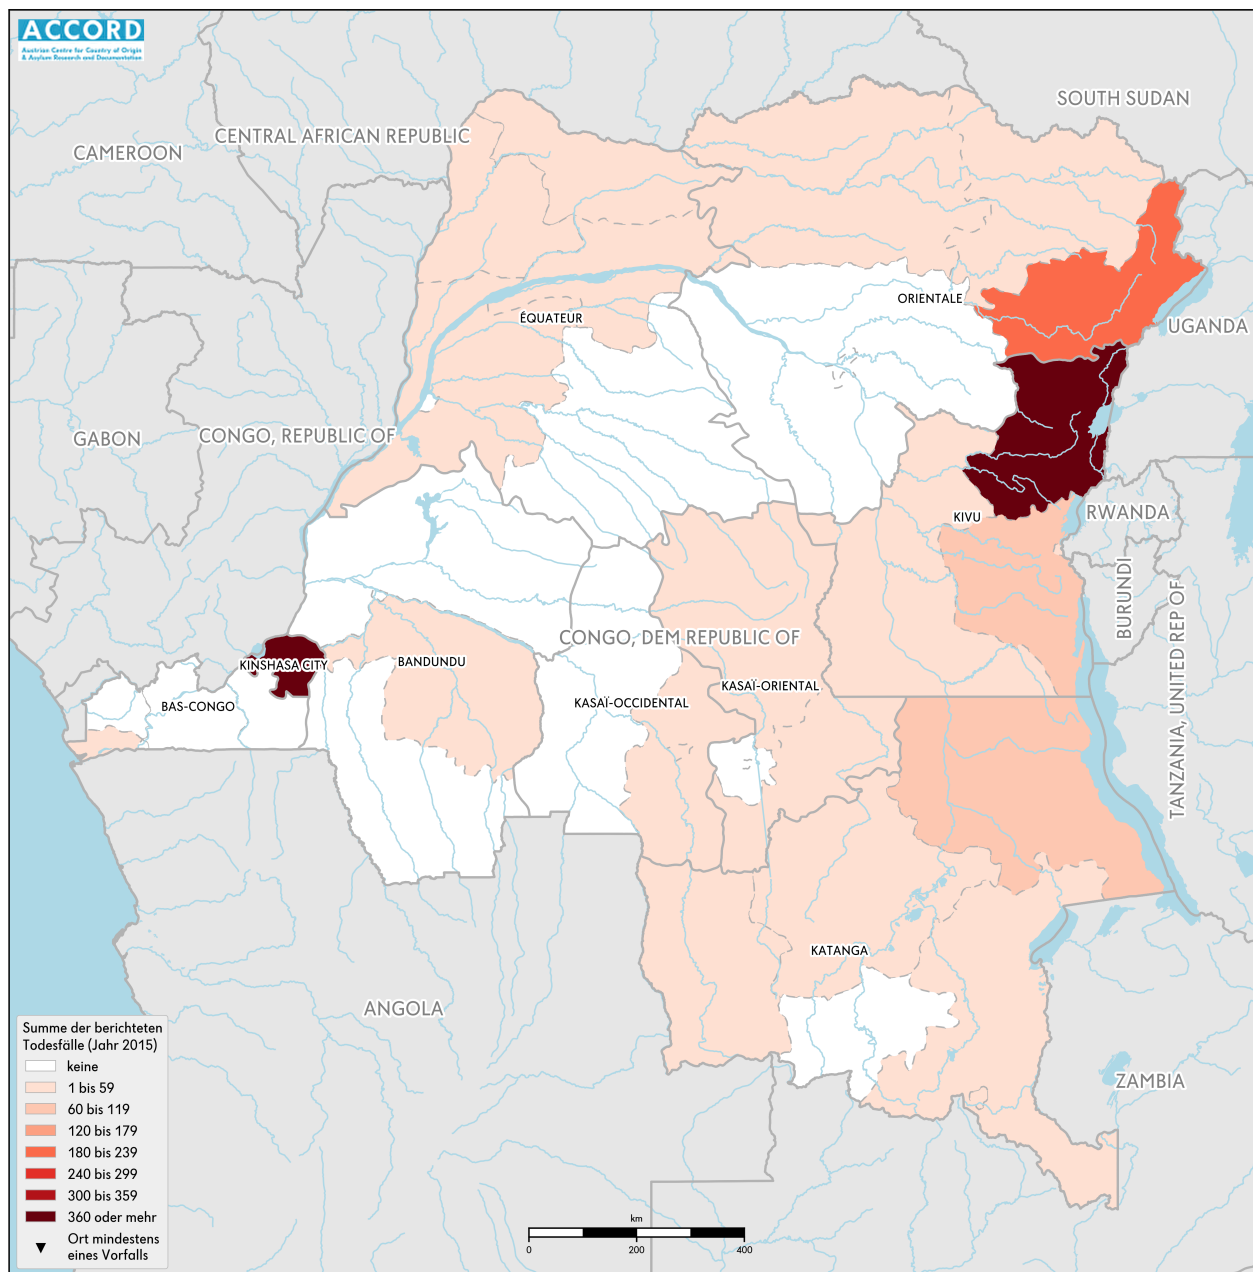 ACCORD
Austrian Centre for Country of Origin
& Asylum Research and Documentation
SOUTH SUDAN
CENTRAL AFRICAN REPUBLIC
CAMEROON
ORIENTALE
ÉQUATEUR
UGANDA
GABON
CONGO, REPUBLIC OF
KIVU
RWANDA
BURUNDI
TANZANIA, UNITED REP OF
CONGO, DEM REPUBLIC OF
KINSHASA CITY
BANDUNDU
KASAÏ-ORIENTAL
KASAÏ-OCCIDENTAL
BAS-CONGO
KATANGA
ANGOLA
ZAMBIA
Summe der berichteten
Todesfälle (Jahr 2015)
keine
1 bis 59
60 bis 119
120 bis 179
180 bis 239
240 bis 299
300 bis 359
360 oder mehr
Ort mindestens
eines Vorfalls
km
0 200 400